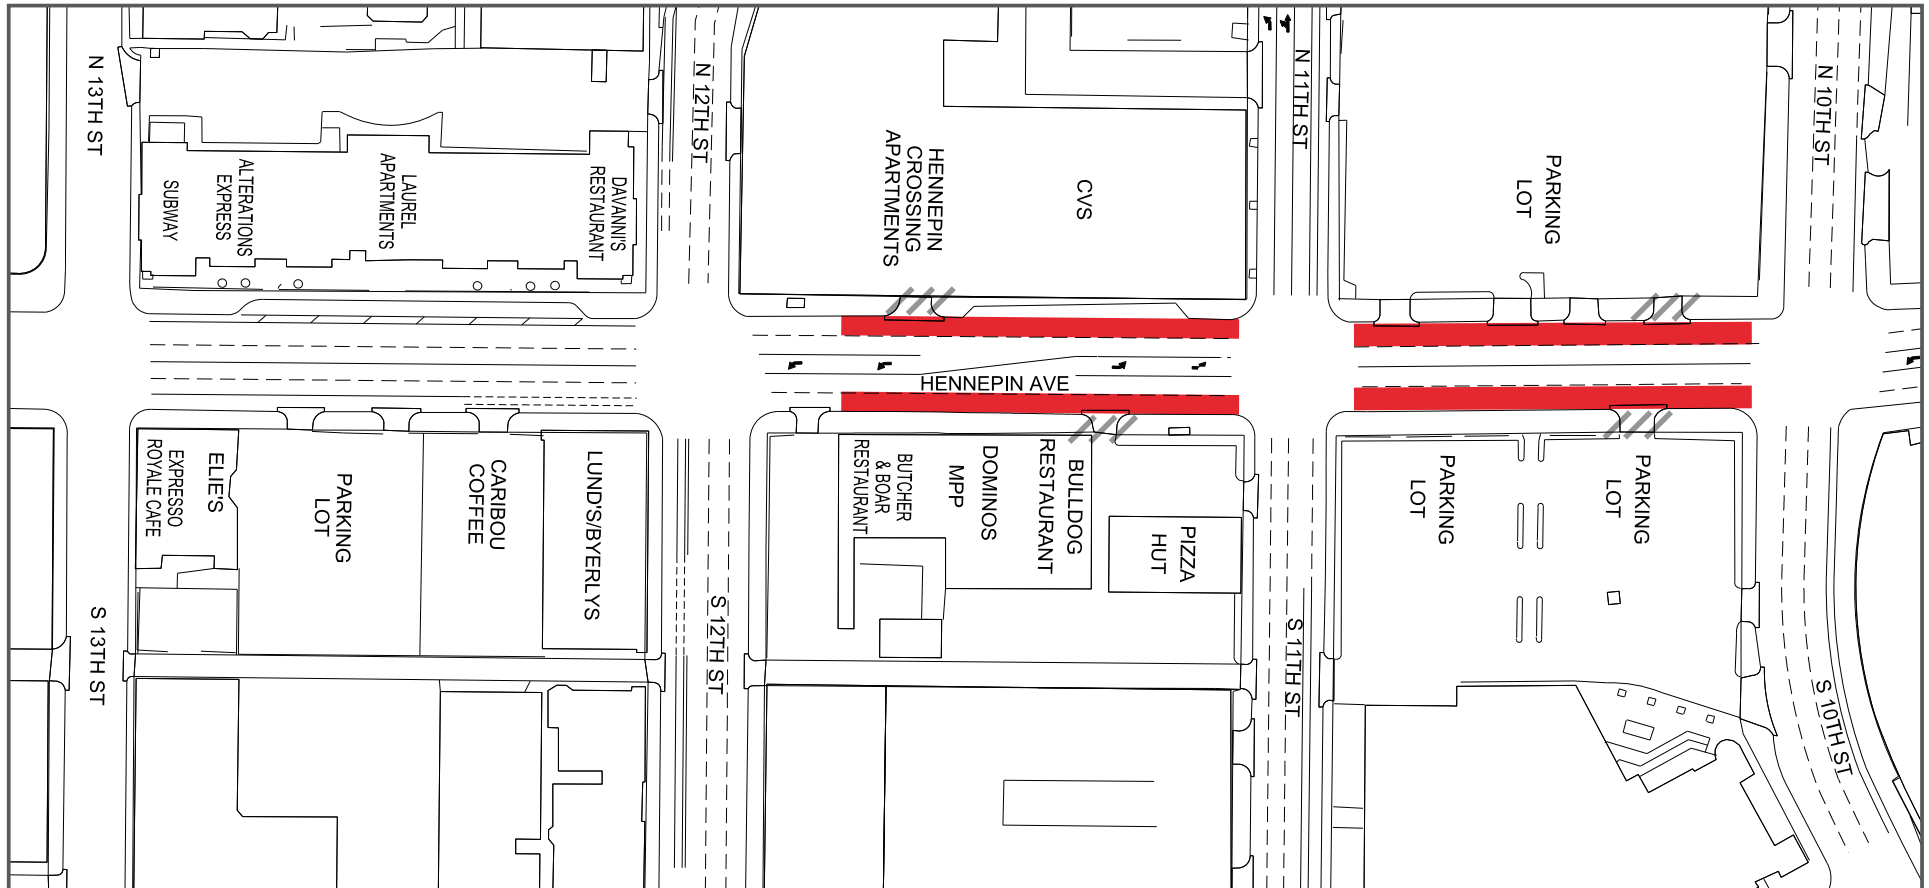 N 13TH ST
SUBWAY
ALTERATIONS
EXPRESS
LAUREL
APARTMENTS
DAVANNI'S
RESTAURANT
N 12TH ST
HENNEPIN
CROSSING
APARTMENTS
CVS
N 11TH ST
PARKING
LOT
N 10TH ST
HENNEPIN AVE
S 13TH ST
EXPRESSO
ROYALE CAFE
ELIE'S
PARKING
LOT
CARIBOU
COFFEE
LUND'S/BYERLYS
S 12TH ST
BUTCHER
& BOAR
RESTAURANT
MPP
DOMINOS
BULLDOG
RESTAURANT
PIZZA
HUT
S 11TH ST
PARKING
LOT
PARKING
LOT
S 10TH ST